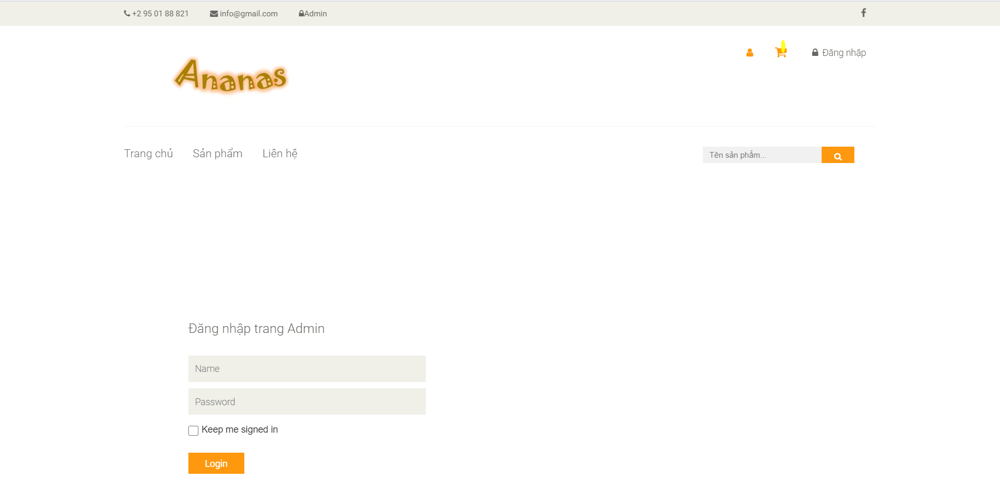 +2 95 01 88 821 info@gmail.com Admin
Đăng nhập
Ananas
Trang chủ Sản phẩm Liên hệ
Tên sản phẩm...
Đăng nhập trang Admin
Name
Password
Keep me signed in
Login